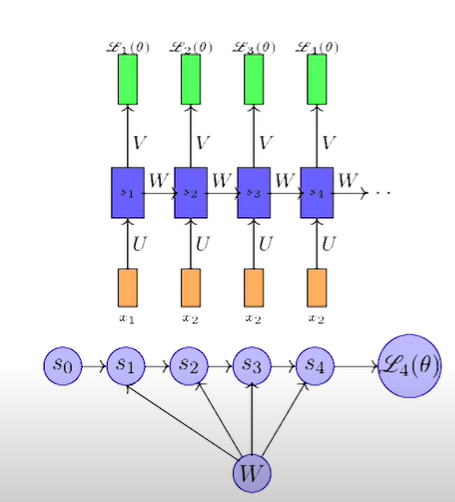 ℒ₁(θ) ℒ₂(θ) ℒ₃(θ) ℒ₄(θ)
V V V V
s₁ W s₂ W s₃ W s₄ W ..
U U U U
x₁ x₂ x₂ x₂
s₀ s₁ s₂ s₃ s₄ ℒ₄(θ)
W